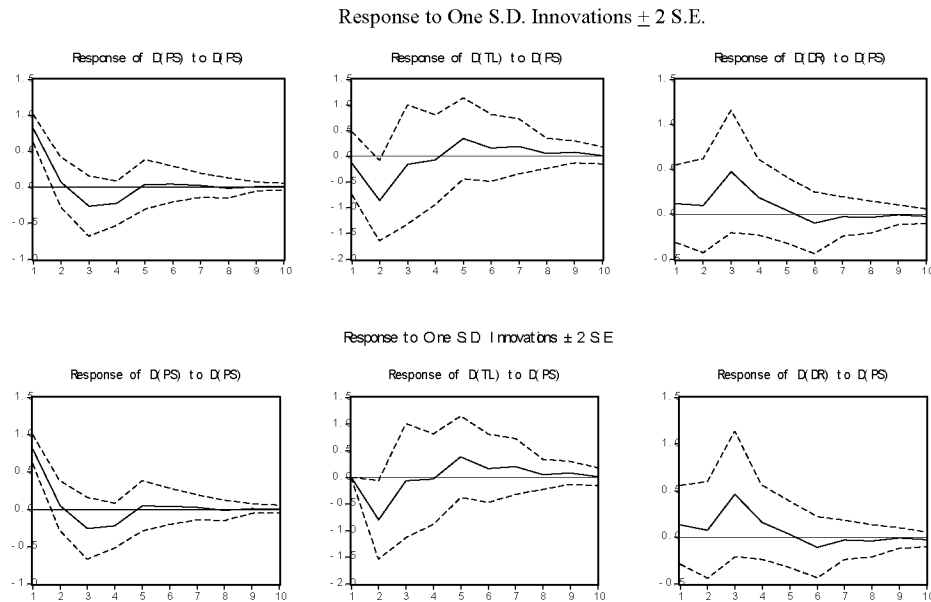 Response to One S.D. Innovations ± 2 S.E.
Response of D(PS) to D(PS)
1.5
1.0
0.5
0.0
-0.5
-1.0
1 2 3 4 5 6 7 8 9 10
Response of D(TL) to D(PS)
1.5
1.0
0.5
0.0
-0.5
-1.0
-1.5
-2.0
1 2 3 4 5 6 7 8 9 10
Response of D(DR) to D(PS)
1.5
1.0
0.5
0.0
-0.5
1 2 3 4 5 6 7 8 9 10
Response to One S.D. Innovations ± 2 S.E.
Response of D(PS) to D(PS)
1.5
1.0
0.5
0.0
-0.5
-1.0
1 2 3 4 5 6 7 8 9 10
Response of D(TL) to D(PS)
1.5
1.0
0.5
0.0
-0.5
-1.0
-1.5
-2.0
1 2 3 4 5 6 7 8 9 10
Response of D(DR) to D(PS)
1.5
1.0
0.5
0.0
-0.5
1 2 3 4 5 6 7 8 9 10